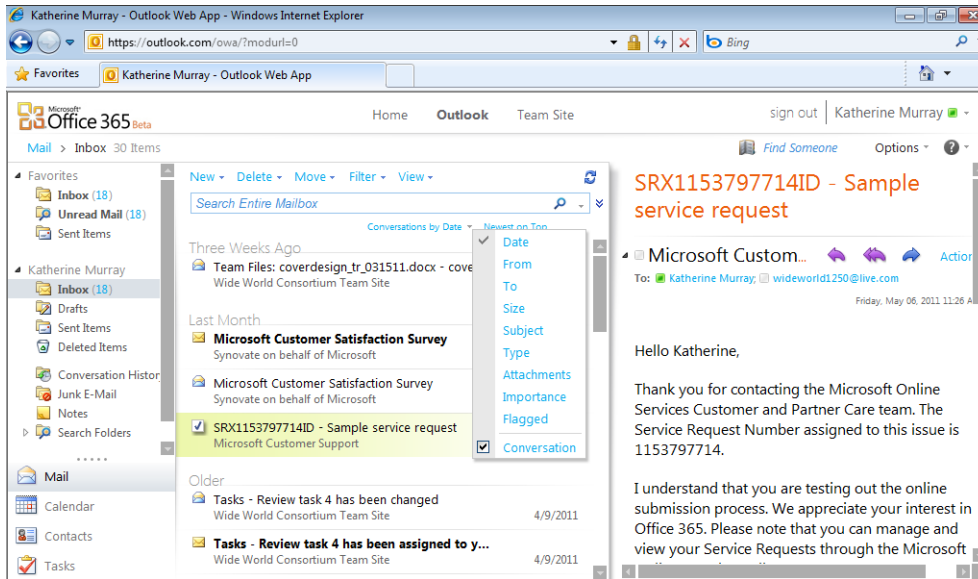 Katherine Murray - Outlook Web App - Windows Internet Explorer
https://outlook.com/owa/?modurl=0
Bing
Favorites
Katherine Murray - Outlook Web App
Microsoft®
Office 365 Beta
Home Outlook Team Site
sign out Katherine Murray
Mail > Inbox 30 Items
Find Someone Options
Favorites
Inbox (18)
Unread Mail (18)
Sent Items
Katherine Murray
Inbox (18)
Drafts
Sent Items
Deleted Items
Conversation Histor
Junk E-Mail
Notes
Search Folders
Mail
Calendar
Contacts
Tasks
New Delete Move Filter View
Search Entire Mailbox
Conversations by Date Newest on Top
Three Weeks Ago
Team Files: coverdesign_tr_031511.docx - cove
Wide World Consortium Team Site
Last Month
Microsoft Customer Satisfaction Survey
Synovate on behalf of Microsoft
Microsoft Customer Satisfaction Survey
Synovate on behalf of Microsoft
SRX1153797714ID - Sample service request
Microsoft Customer Support
Older
Tasks - Review task 4 has been changed
Wide World Consortium Team Site 4/9/2011
Tasks - Review task 4 has been assigned to y...
Wide World Consortium Team Site 4/9/2011
Date
From
To
Size
Subject
Type
Attachments
Importance
Flagged
Conversation
SRX1153797714ID - Sample
service request
Microsoft Custom... Action
To: Katherine Murray; wideworld1250@live.com
Friday, May 06, 2011 11:26 A
Hello Katherine,
Thank you for contacting the Microsoft Online
Services Customer and Partner Care team. The
Service Request Number assigned to this issue is
1153797714.
I understand that you are testing out the online
submission process. We appreciate your interest in
Office 365. Please note that you can manage and
view your Service Requests through the Microsoft